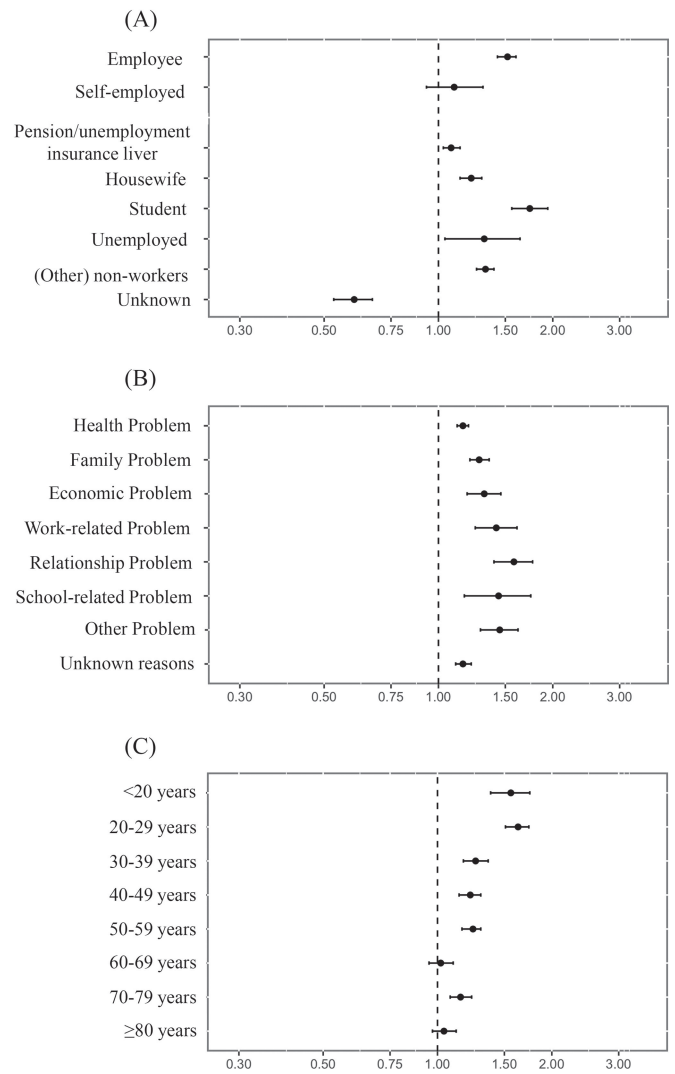 (A)
Employee
Self-employed
Pension/unemployment
insurance liver
Housewife
Student
Unemployed
(Other) non-workers
Unknown
0.30 0.50 0.75 1.00 1.50 2.00 3.00
(B)
Health Problem
Family Problem
Economic Problem
Work-related Problem
Relationship Problem
School-related Problem
Other Problem
Unknown reasons
0.30 0.50 0.75 1.00 1.50 2.00 3.00
(C)
<20 years
20-29 years
30-39 years
40-49 years
50-59 years
60-69 years
70-79 years
≥80 years
0.30 0.50 0.75 1.00 1.50 2.00 3.00